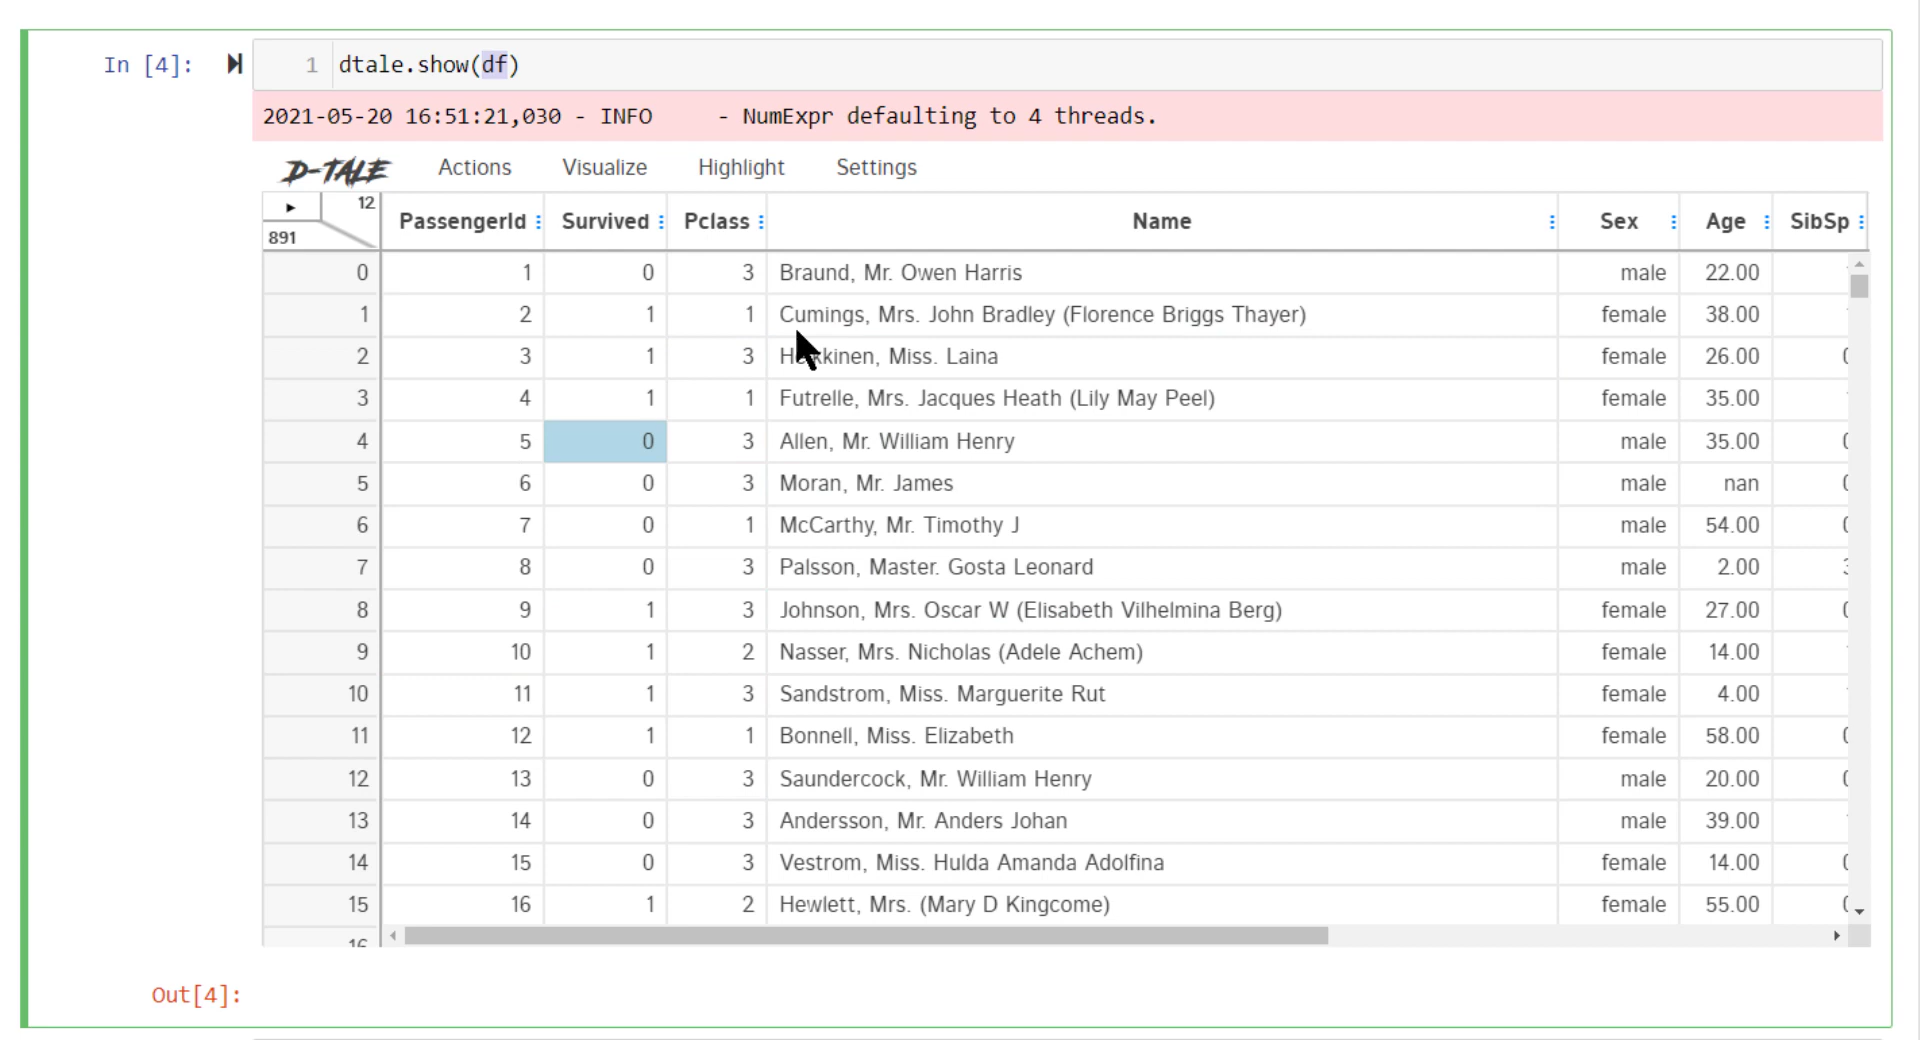 In [4]: 1 dtale.show(df)
2021-05-20 16:51:21,030 - INFO     - NumExpr defaulting to 4 threads.
D-TALE Actions Visualize Highlight Settings
12
891
PassengerId Survived Pclass Name Sex Age SibSp
0 1 0 3 Braund, Mr. Owen Harris male 22.00
1 2 1 1 Cumings, Mrs. John Bradley (Florence Briggs Thayer) female 38.00
2 3 1 3 Miss. Laina female 26.00 0
3 4 1 1 Futrelle, Mrs. Jacques Heath (Lily May Peel) female 35.00
4 5 0 3 Allen, Mr. William Henry male 35.00 0
5 6 0 3 Moran, Mr. James male nan 0
6 7 0 1 McCarthy, Mr. Timothy J male 54.00 0
7 8 0 3 Palsson, Master. Gosta Leonard male 2.00 3
8 9 1 3 Johnson, Mrs. Oscar W (Elisabeth Vilhelmina Berg) female 27.00 0
9 10 1 2 Nasser, Mrs. Nicholas (Adele Achem) female 14.00
10 11 1 3 Sandstrom, Miss. Marguerite Rut female 4.00
11 12 1 1 Bonnell, Miss. Elizabeth female 58.00 0
12 13 0 3 Saundercock, Mr. William Henry male 20.00 0
13 14 0 3 Andersson, Mr. Anders Johan male 39.00
14 15 0 3 Vestrom, Miss. Hulda Amanda Adolfina female 14.00 0
15 16 1 2 Hewlett, Mrs. (Mary D Kingcome) female 55.00 0
16
Out[4]: